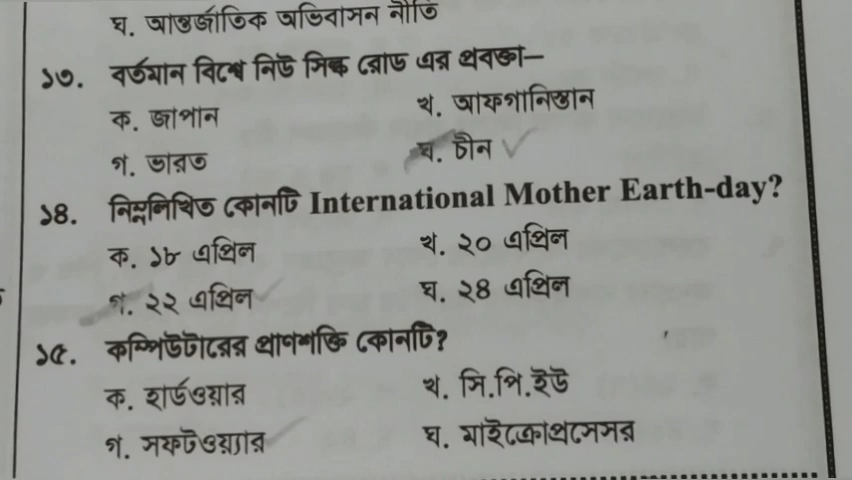 ঘ. আন্তর্জাতিক অভিবাসন নীতি
১৩. বর্তমান বিশ্বে নিউ সিল্ক রোড এর প্রবক্তা—
ক. জাপান
খ. আফগানিস্তান
গ. ভারত
ঘ. চীন
১৪. নিম্নলিখিত কোনটি International Mother Earth-day?
ক. ১৮ এপ্রিল
খ. ২০ এপ্রিল
গ. ২২ এপ্রিল
ঘ. ২৪ এপ্রিল
১৫. কম্পিউটারের প্রাণশক্তি কোনটি?
ক. হার্ডওয়ার
খ. সি.পি.ইউ
গ. সফটওয়্যার
ঘ. মাইক্রোপ্রসেসর